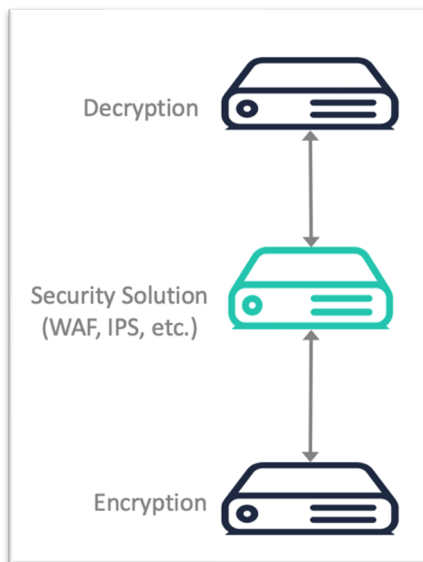 Decryption
Security Solution
(WAF, IPS, etc.)
Encryption